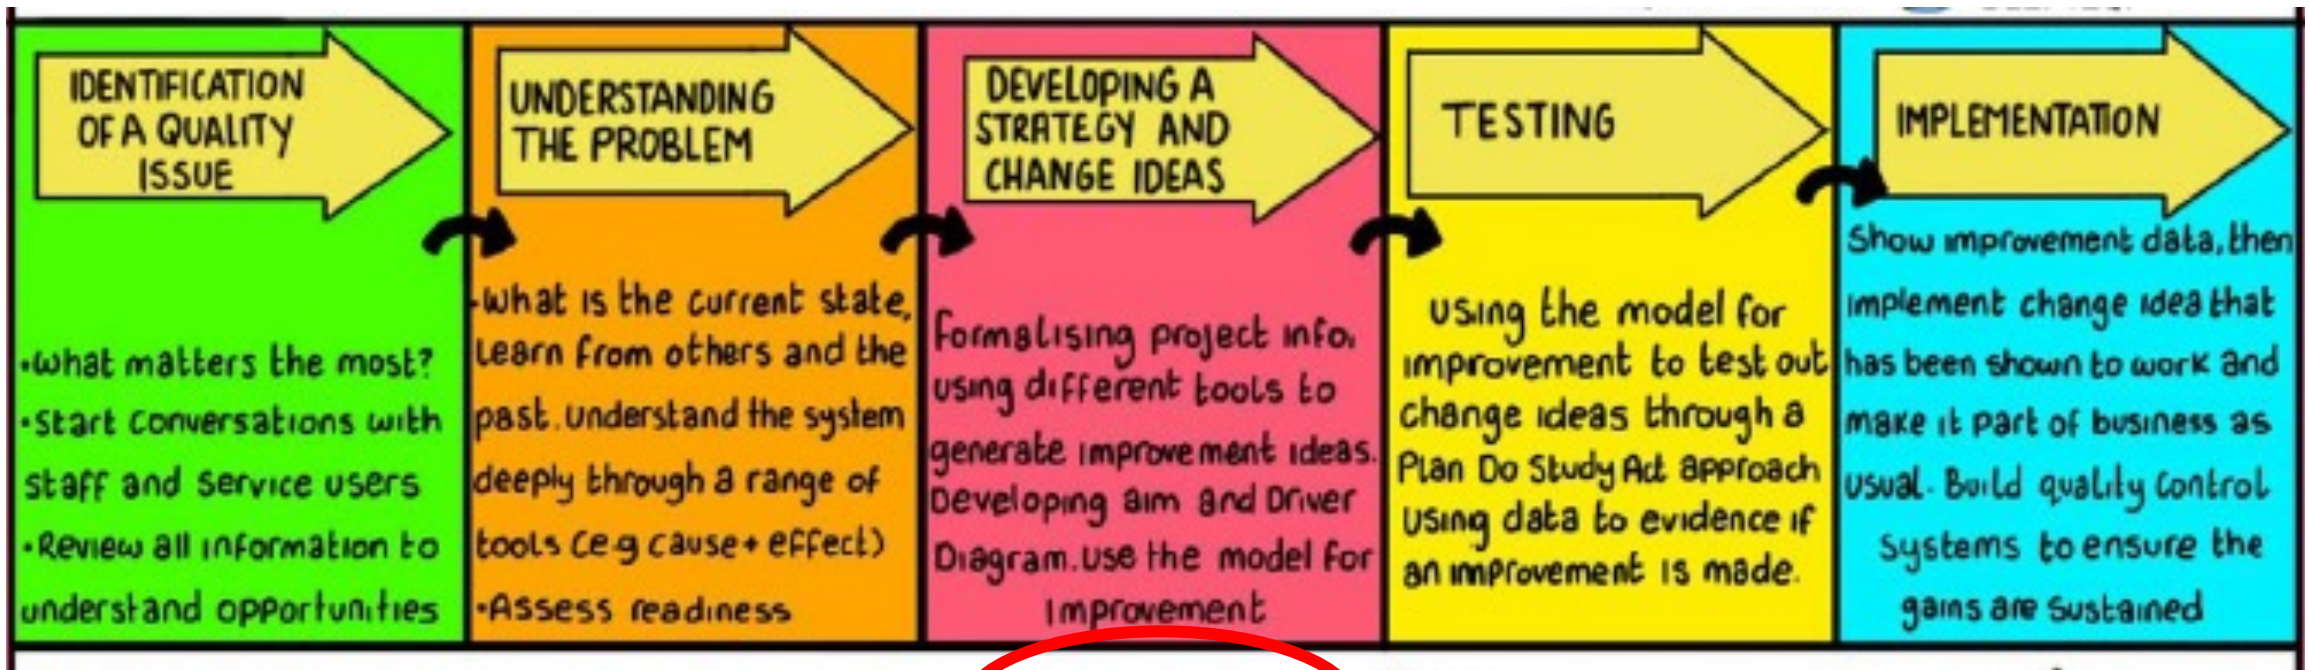 IDENTIFICATION
OF A QUALITY
ISSUE
•What matters the most?
•Start conversations with
staff and service users
•Review all information to
understand opportunities
UNDERSTANDING
THE PROBLEM
•What is the current state,
Learn from others and the
past. Understand the system
deeply through a range of
tools (e.g cause+ effect)
•Assess readiness
DEVELOPING A
STRATEGY AND
CHANGE IDEAS
Formalising project info,
using different tools to
generate improvement ideas.
Developing aim and Driver
Diagram. Use the model for
Improvement
TESTING
Using the model for
improvement to test out
change ideas through a
Plan Do Study Act approach
using data to evidence if
an improvement is made.
IMPLEMENTATION
Show improvement data, then
implement change idea that
has been shown to work and
make it part of business as
usual. Build quality control
systems to ensure the
gains are sustained